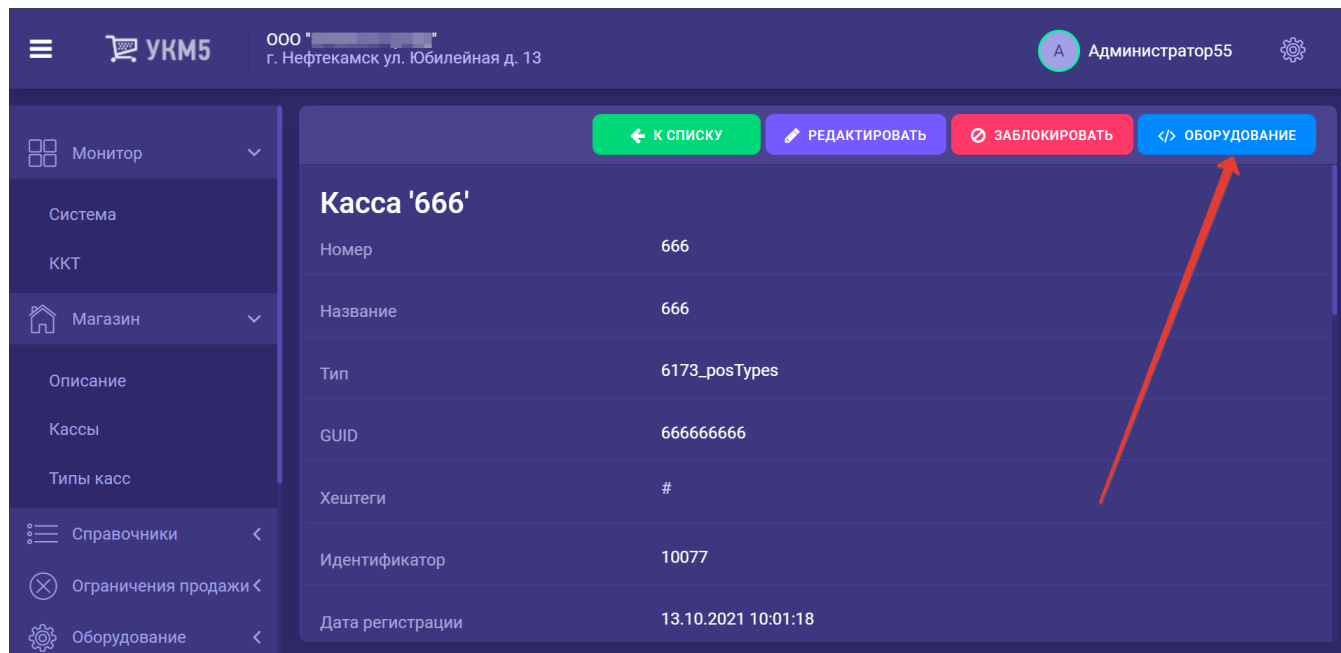 УКМ5
ООО "
г. Нефтекамск ул. Юбилейная д. 13
А Администратор55
Монитор
Система
ККТ
Магазин
Описание
Кассы
Типы касс
Справочники
Ограничения продажи
Оборудование
К СПИСКУ РЕДАКТИРОВАТЬ ЗАБЛОКИРОВАТЬ </> ОБОРУДОВАНИЕ
Касса '666'
Номер 666
Название 666
Тип 6173_posTypes
GUID 666666666
Хештеги #
Идентификатор 10077
Дата регистрации 13.10.2021 10:01:18